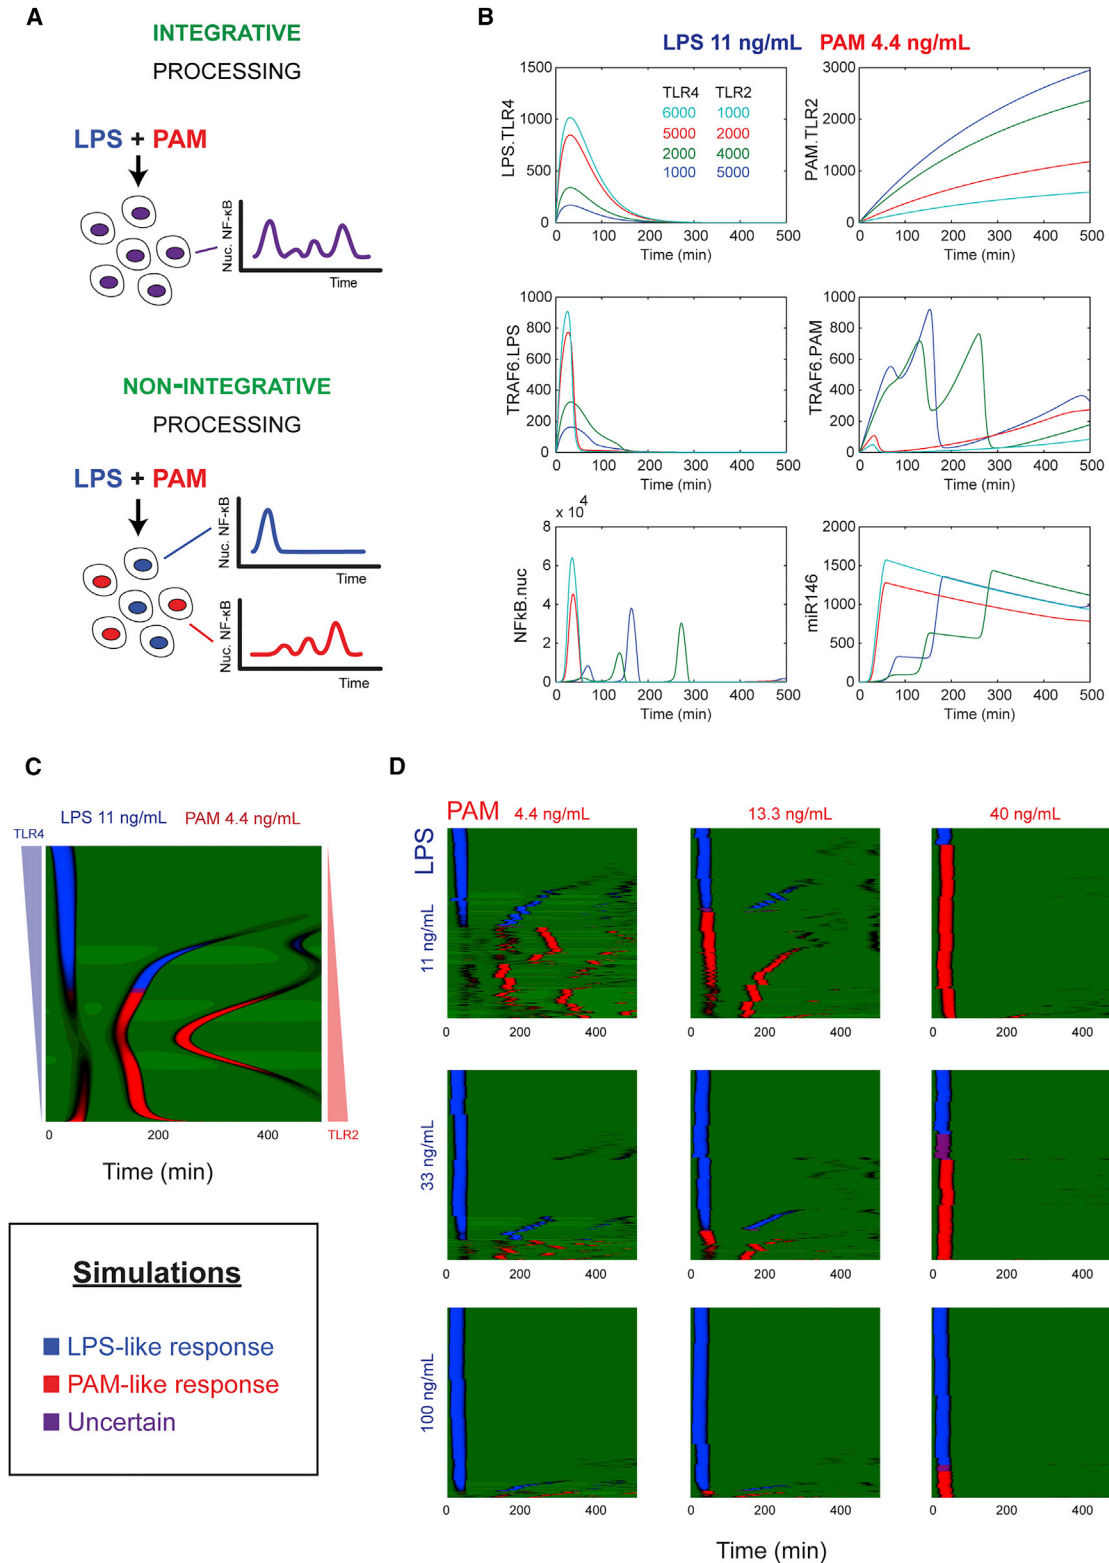 A
INTEGRATIVE
PROCESSING
LPS + PAM
Nuc. NF-κB
Time
NON-INTEGRATIVE
PROCESSING
LPS + PAM
Nuc. NF-κB
Time
Nuc. NF-κB
Time
B
LPS 11 ng/mL PAM 4.4 ng/mL
LPS.TLR4
1500
1000
500
0
0 100 200 300 400 500
Time (min)
TLR4 TLR2
6000 1000
5000 2000
2000 4000
1000 5000
PAM.TLR2
3000
2000
1000
0
0 100 200 300 400 500
Time (min)
TRAF6.LPS
1000
800
600
400
200
0
0 100 200 300 400 500
Time (min)
TRAF6.PAM
1000
800
600
400
200
0
0 100 200 300 400 500
Time (min)
NFkB.nuc
x 10⁴
8
6
4
2
0
0 100 200 300 400 500
Time (min)
miR146
2000
1500
1000
500
0
0 100 200 300 400 500
Time (min)
C
LPS 11 ng/mL PAM 4.4 ng/mL
TLR4
TLR2
0 200 400
Time (min)
Simulations
LPS-like response
PAM-like response
Uncertain
D
PAM 4.4 ng/mL 13.3 ng/mL 40 ng/mL
LPS
11 ng/mL
0 200 400 0 200 400 0 200 400
33 ng/mL
0 200 400 0 200 400 0 200 400
100 ng/mL
0 200 400 0 200 400 0 200 400
Time (min)